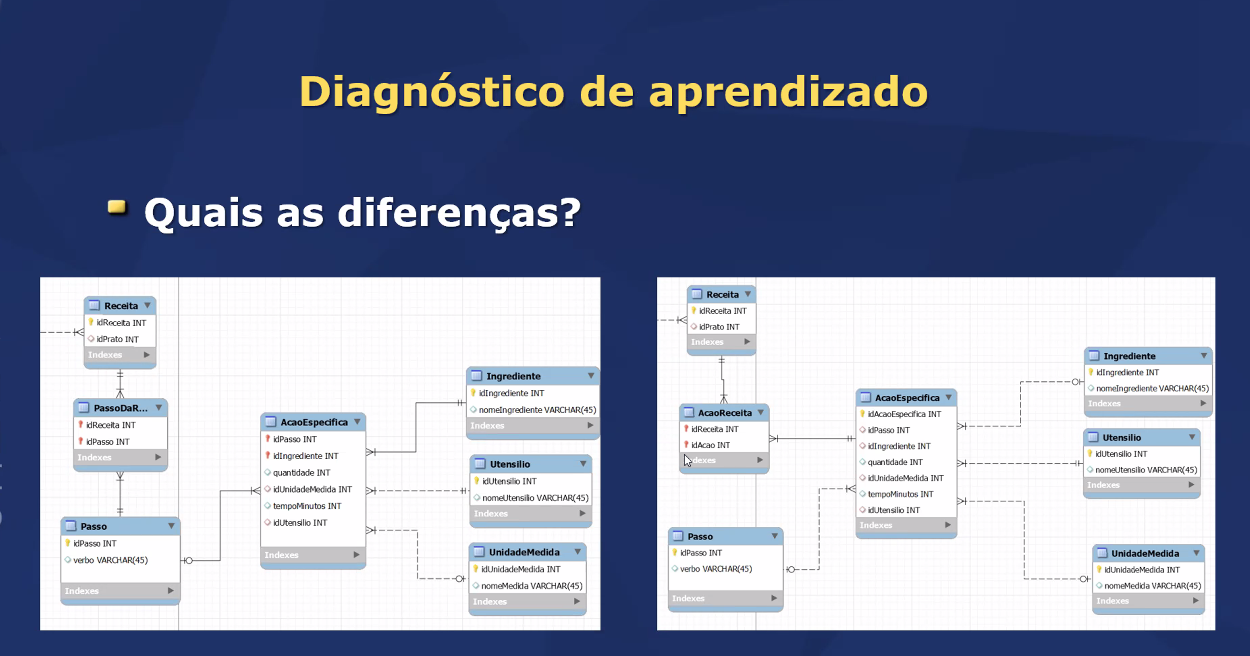 Diagnóstico de aprendizado
Quais as diferenças?
Receita
idReceita INT
idPrato INT
Indexes
PassoDaR...
idReceita INT
idPasso INT
Indexes
Passo
idPasso INT
verbo VARCHAR(45)
Indexes
AcaoEspecifica
idPasso INT
idIngrediente INT
quantidade INT
idUnidadeMedida INT
tempoMinutos INT
idUtensilio INT
Indexes
Ingrediente
idIngrediente INT
nomeIngrediente VARCHAR(45)
Indexes
Utensilio
idUtensilio INT
nomeUtensilio VARCHAR(45)
Indexes
UnidadeMedida
idUnidadeMedida INT
nomeMedida VARCHAR(45)
Indexes
Receita
idReceita INT
idPrato INT
Indexes
AcaoReceita
idReceita INT
idAcao INT
Indexes
Passo
idPasso INT
verbo VARCHAR(45)
Indexes
AcaoEspecifica
idAcaoEspecifica INT
idPasso INT
idIngrediente INT
quantidade INT
idUnidadeMedida INT
tempoMinutos INT
idUtensilio INT
Indexes
Ingrediente
idIngrediente INT
nomeIngrediente VARCHAR(45)
Indexes
Utensilio
idUtensilio INT
nomeUtensilio VARCHAR(45)
Indexes
UnidadeMedida
idUnidadeMedida INT
nomeMedida VARCHAR(45)
Indexes